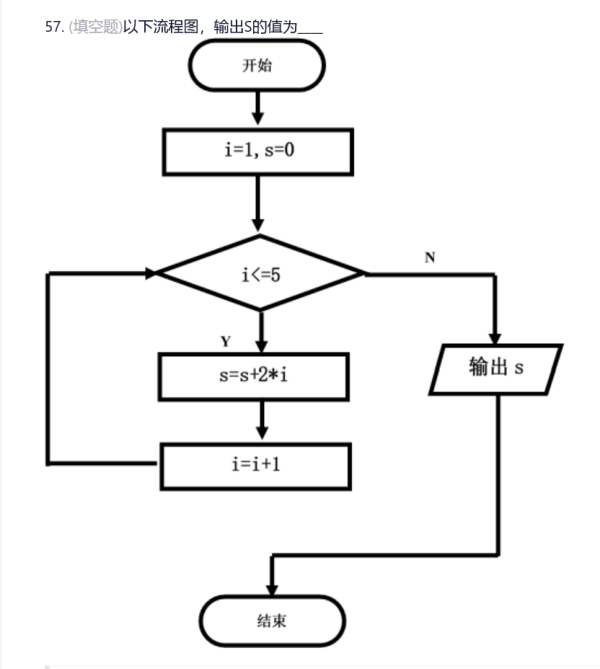 57. (填空题)以下流程图，输出S的值为____
开始
i=1, s=0
i<=5
N
Y
s=s+2*i
输出 s
i=i+1
结束